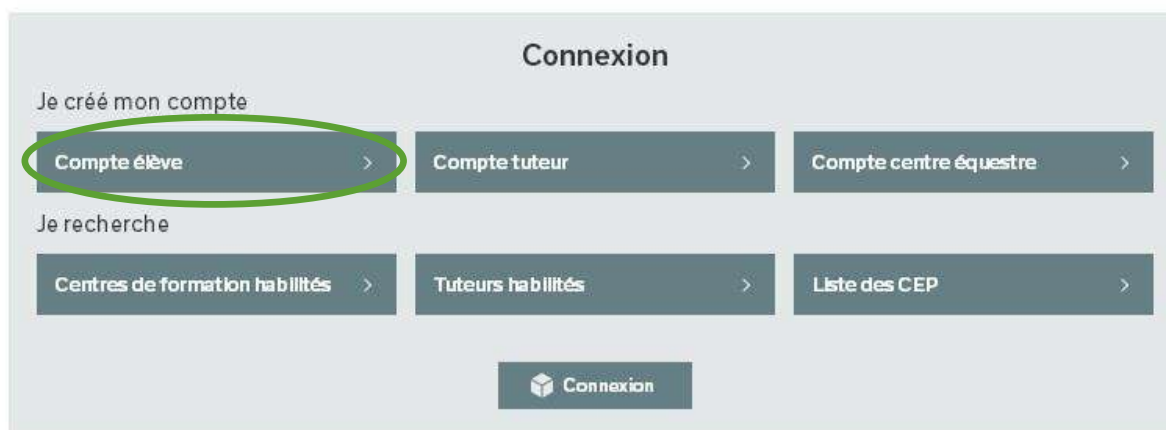 Connexion
Je créé mon compte
Compte élève
Compte tuteur
Compte centre équestre
Je recherche
Centres de formation habilités
Tuteurs habilités
Liste des CEP
Connexion